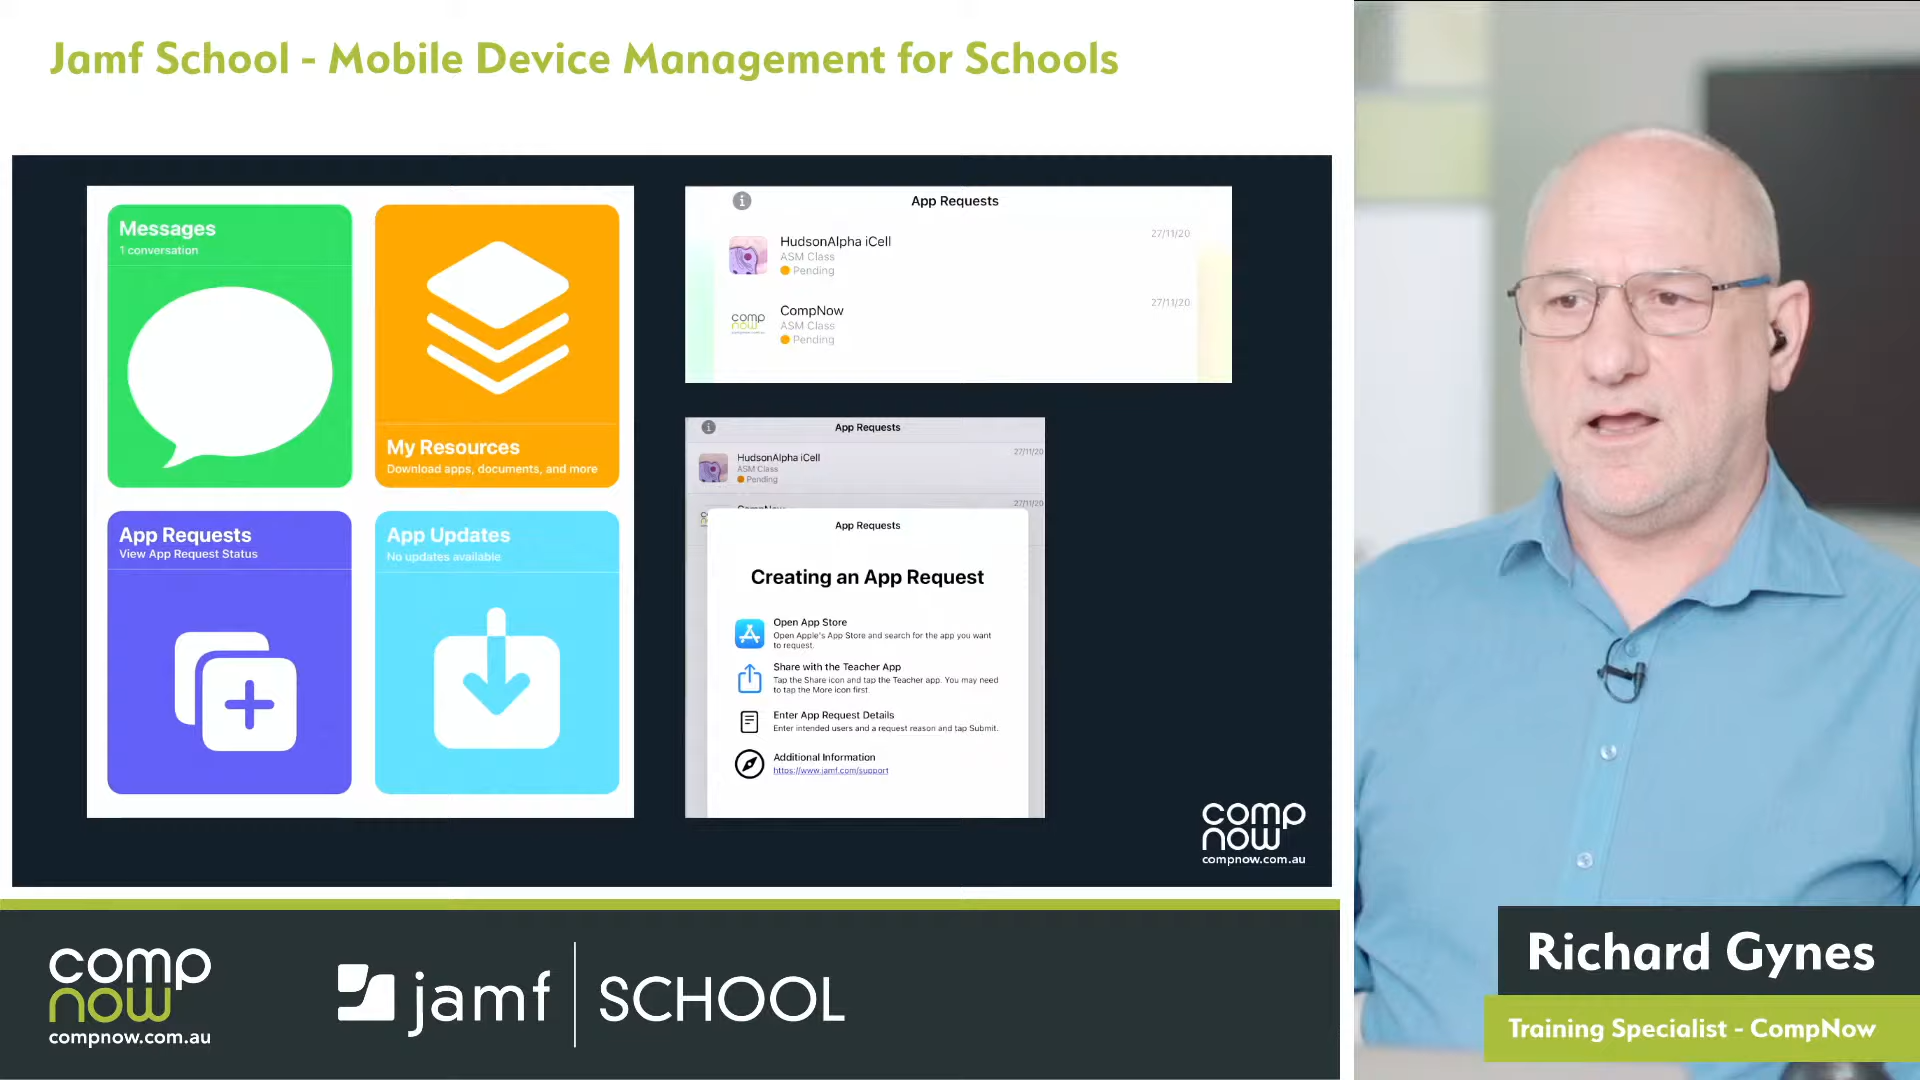 Jamf School - Mobile Device Management for Schools
Messages
1 conversation
My Resources
Download apps, documents, and more
App Requests
View App Request Status
App Updates
No updates available
App Requests
HudsonAlpha iCell
27/11/20
ASM Class
Pending
CompNow
27/11/20
comp
now
ASM Class
Pending
App Requests
HudsonAlpha iCell
27/11/20
ASM Class
Pending
27/11/20
App Requests
Creating an App Request
Open App Store
Open Apple's App Store and search for the app you want
to request.
Share with the Teacher App
Tap the Share icon and tap the Teacher app. You may need
to tap the More icon first
Enter App Request Details
Enter intended users and a request reason and tap Submit.
Additional Information
https://www.jamf.com/support
comp
now
compnow.com.au
comp
now
compnow.com.au
jamf | SCHOOL
Richard Gynes
Training Specialist - CompNow